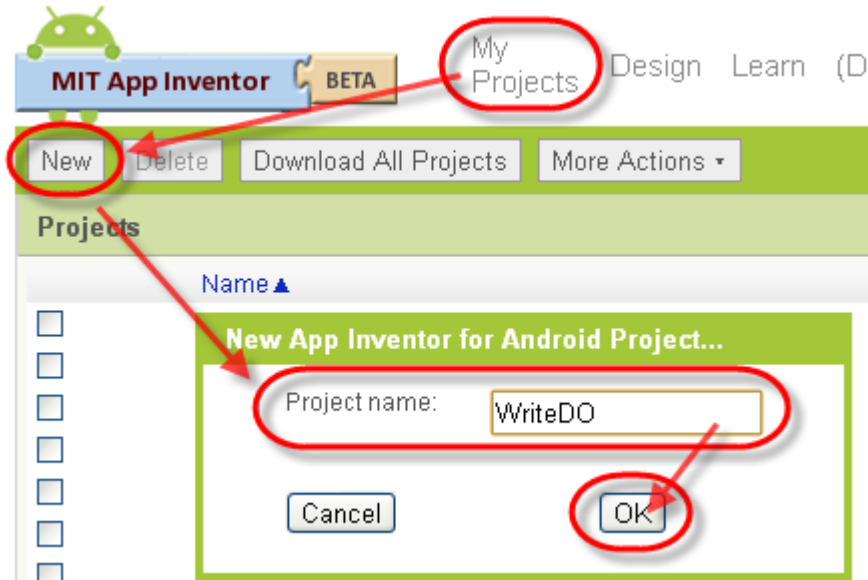 MIT App Inventor BETA
My Projects Design Learn (D
New Delete Download All Projects More Actions
Projects
Name
New App Inventor for Android Project...
Project name: WriteDO
Cancel OK